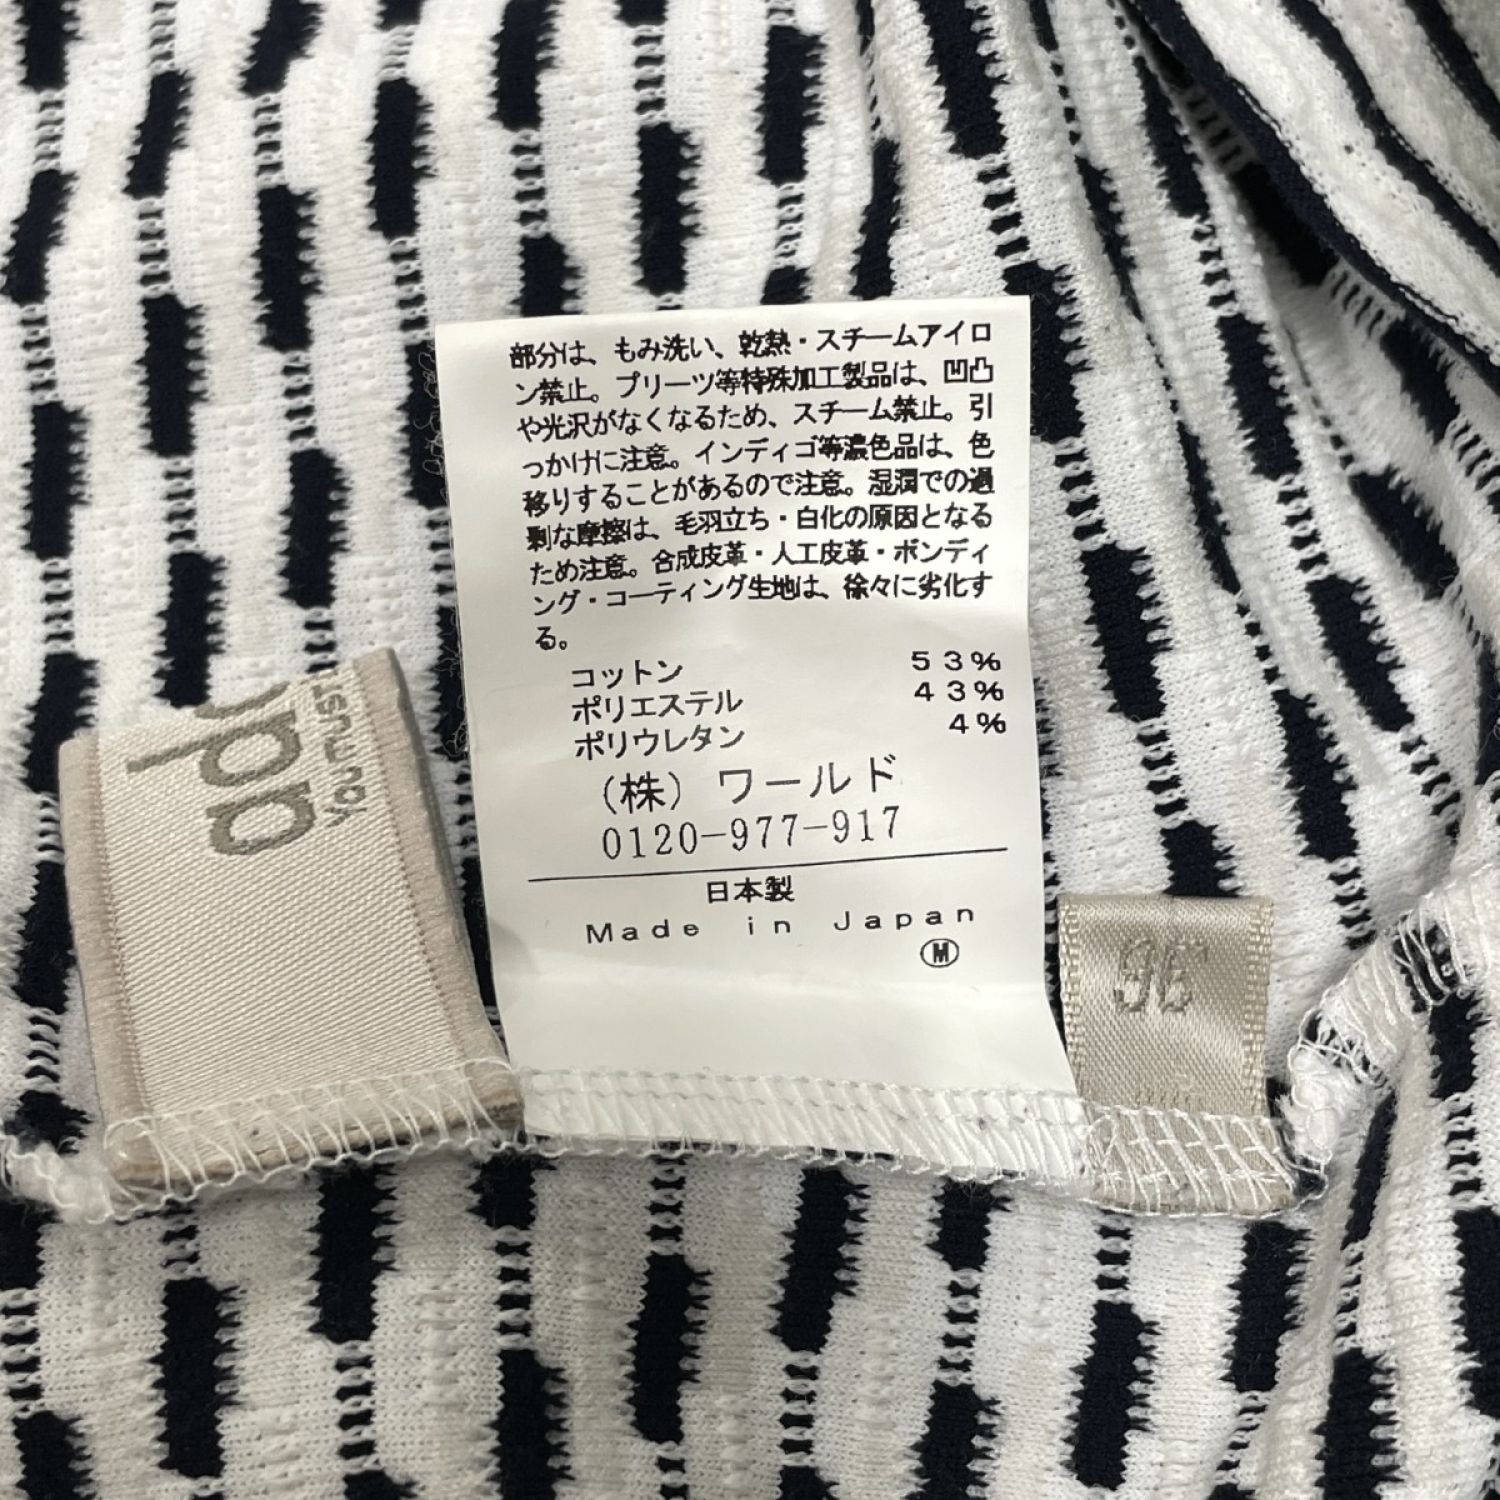 部分は、もみ洗い、乾熱・スチームアイロ
ン禁止。プリーツ等特殊加工製品は、凹凸
や光沢がなくなるため、スチーム禁止。引
っかけに注意。インディゴ等濃色品は、色
移りすることがあるので注意。湿潤での過
剰な摩擦は、毛羽立ち・白化の原因となる
ため注意。合成皮革・人工皮革・ボンディ
ング・コーティング生地は、徐々に劣化す
る。
コットン 53%
ポリエステル 43%
ポリウレタン 4%
(株) ワールド
0120-977-917
日本製
Made in Japan
M